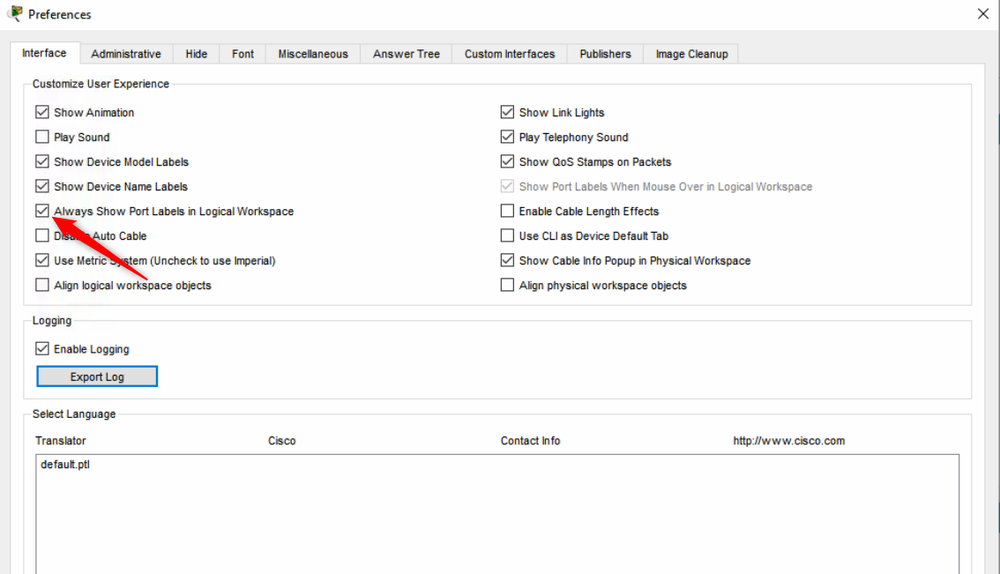 Preferences
Interface
Administrative
Hide
Font
Miscellaneous
Answer Tree
Custom Interfaces
Publishers
Image Cleanup
Customize User Experience
Show Animation
Show Link Lights
Play Sound
Play Telephony Sound
Show Device Model Labels
Show QoS Stamps on Packets
Show Device Name Labels
Show Port Labels When Mouse Over in Logical Workspace
Always Show Port Labels in Logical Workspace
Enable Cable Length Effects
Disable Auto Cable
Use CLI as Device Default Tab
Use Metric System (Uncheck to use Imperial)
Show Cable Info Popup in Physical Workspace
Align logical workspace objects
Align physical workspace objects
Logging
Enable Logging
Export Log
Select Language
Translator
Cisco
Contact Info
http://www.cisco.com
default.ptl